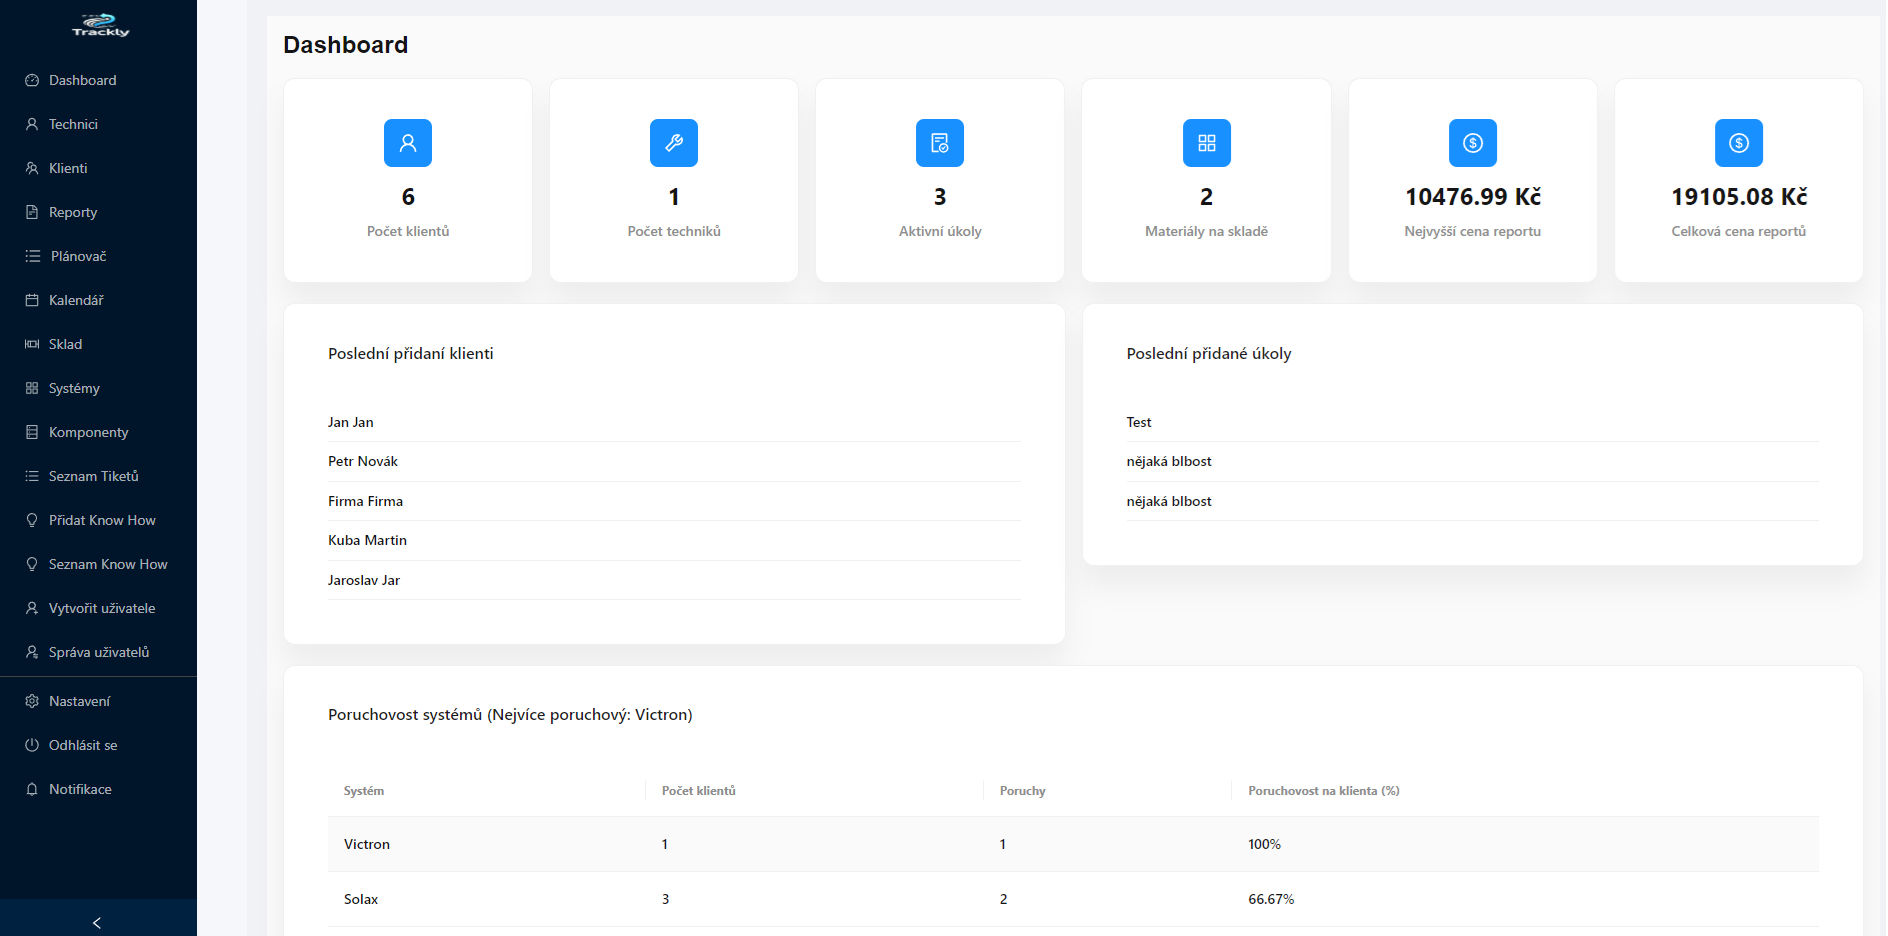 Trackly
Dashboard
Technici
Klienti
Reporty
Plánovač
Kalendář
Sklad
Systémy
Komponenty
Seznam Tiketů
Přidat Know How
Seznam Know How
Vytvořit uživatele
Správa uživatelů
Nastavení
Odhlásit se
Notifikace
Dashboard
6
Počet klientů
1
Počet techniků
3
Aktivní úkoly
2
Materiály na skladě
10476.99 Kč
Nejvyšší cena reportu
19105.08 Kč
Celková cena reportů
Poslední přidaní klienti
Jan Jan
Petr Novák
Firma Firma
Kuba Martin
Jaroslav Jar
Poslední přidané úkoly
Test
nějaká blbost
nějaká blbost
Poruchovost systémů (Nejvíce poruchový: Victron)
Systém Počet klientů Poruchy Poruchovost na klienta (%)
Victron 1 1 100%
Solax 3 2 66.67%